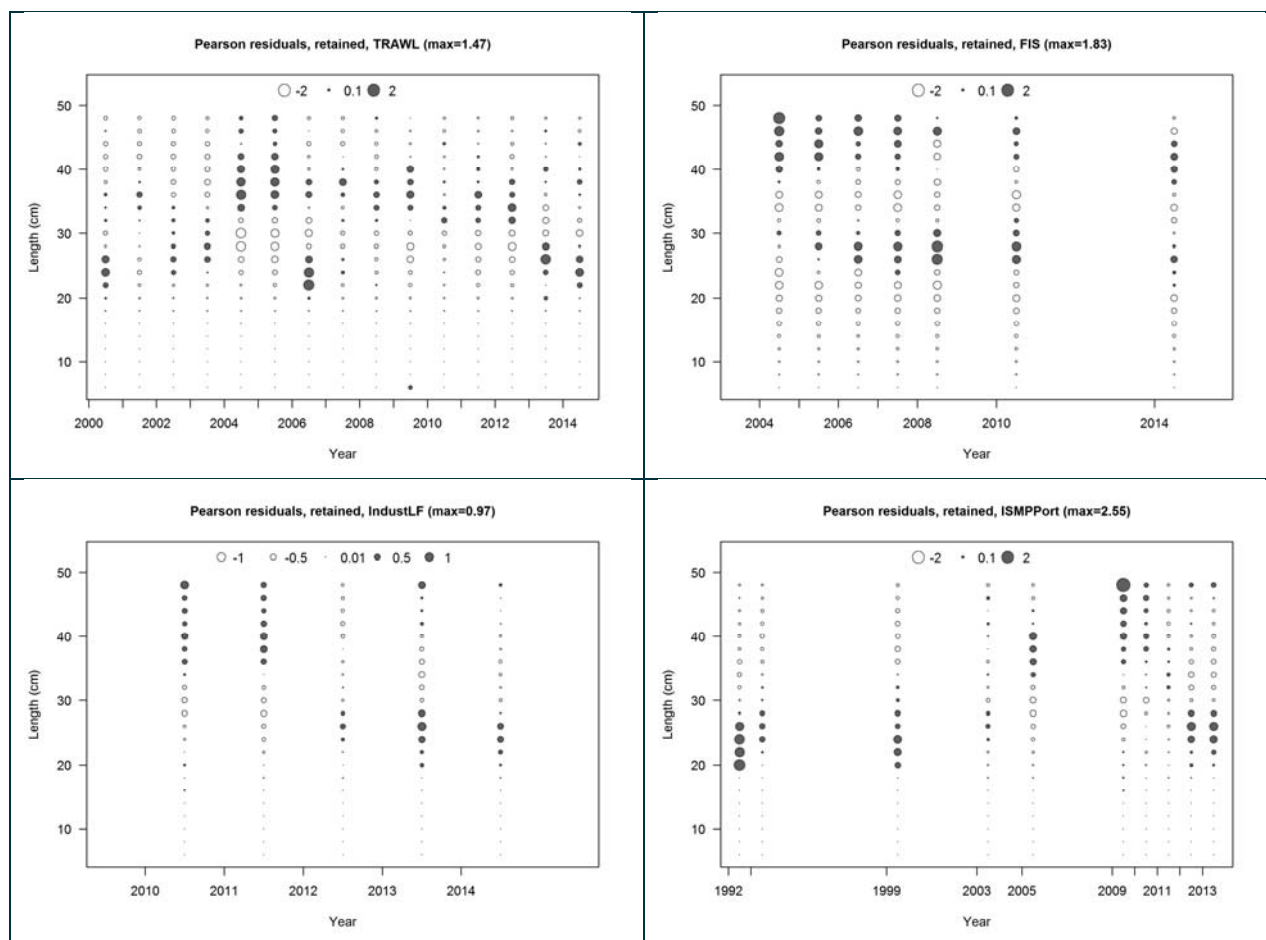 Pearson residuals, retained, TRAWL (max=1.47)
-2 0.1 2
50
40
30
20
10
Length (cm)
2000 2002 2004 2006 2008 2010 2012 2014
Year
Pearson residuals, retained, FIS (max=1.83)
-2 0.1 2
50
40
30
20
10
Length (cm)
2004 2006 2008 2010 2014
Year
Pearson residuals, retained, IndustLF (max=0.97)
-1 -0.5 0.01 0.5 1
50
40
30
20
10
Length (cm)
2010 2011 2012 2013 2014
Year
Pearson residuals, retained, ISMPPort (max=2.55)
-2 0.1 2
50
40
30
20
10
Length (cm)
1992 1999 2003 2005 2009 2011 2013
Year